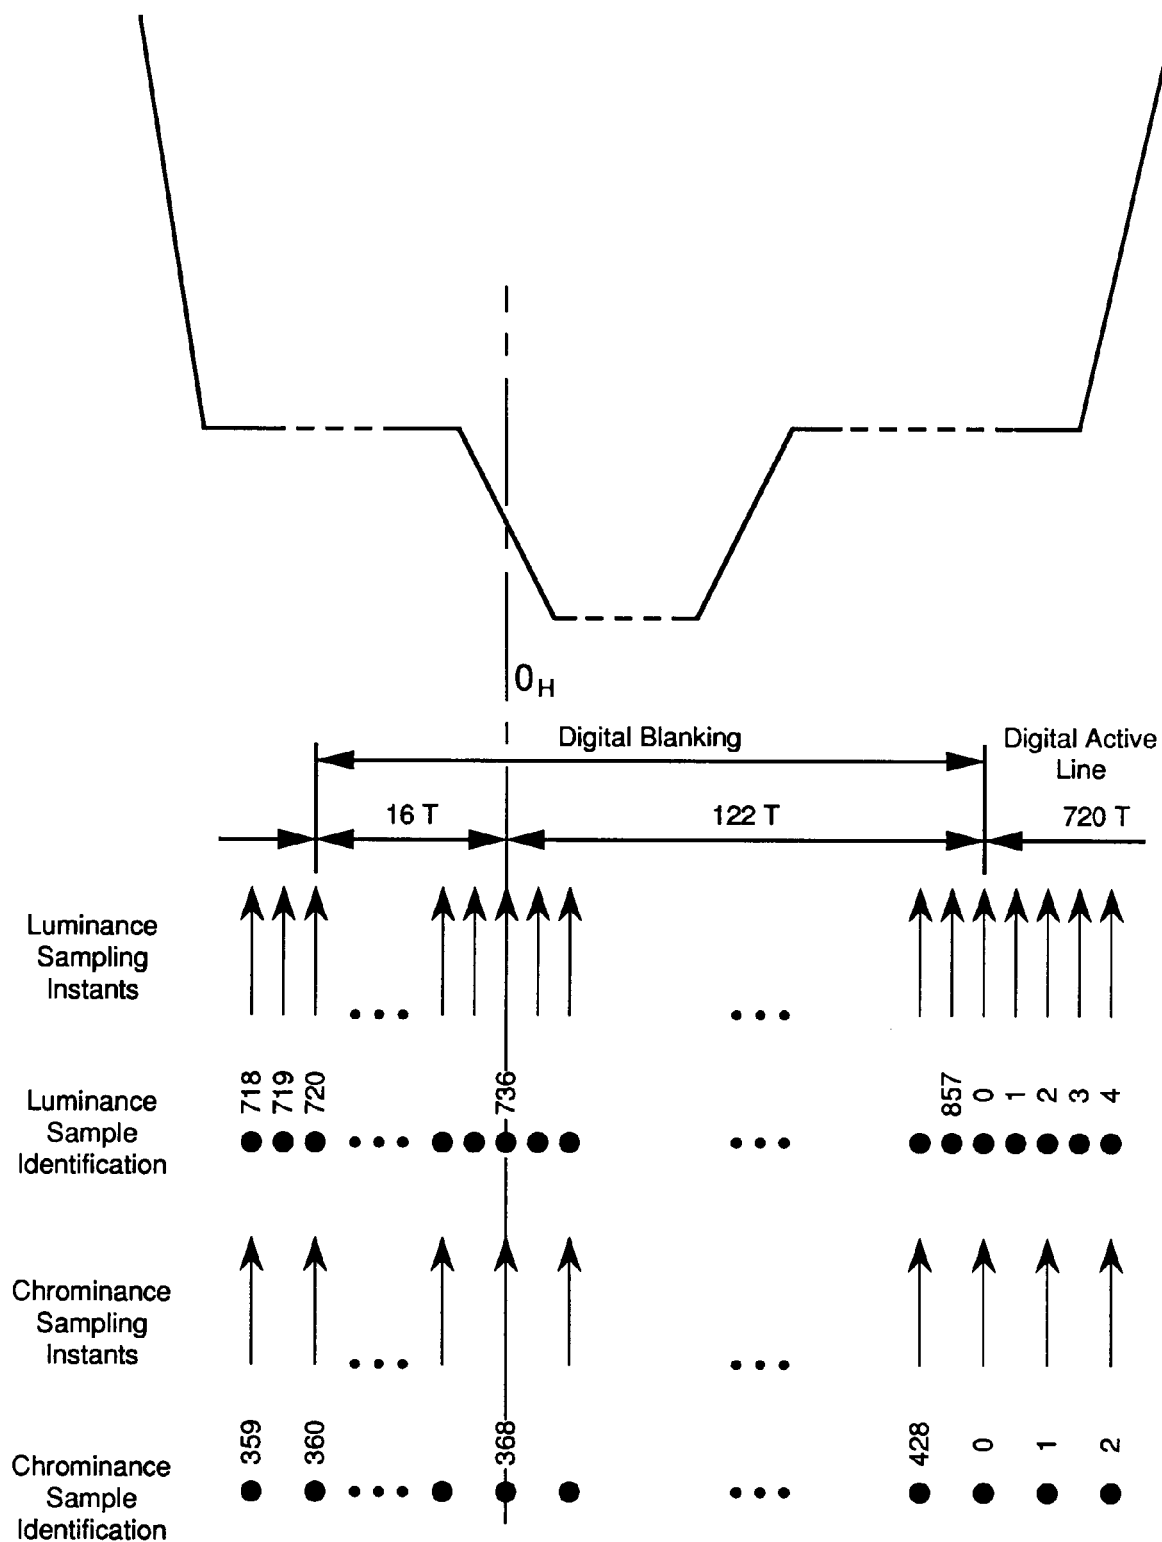 0H
Digital Blanking
Digital Active
Line
16 T
122 T
720 T
Luminance
Sampling
Instants
718
719
720
736
857
0
1
2
3
4
Luminance
Sample
Identification
Chrominance
Sampling
Instants
359
360
368
428
0
1
2
Chrominance
Sample
Identification